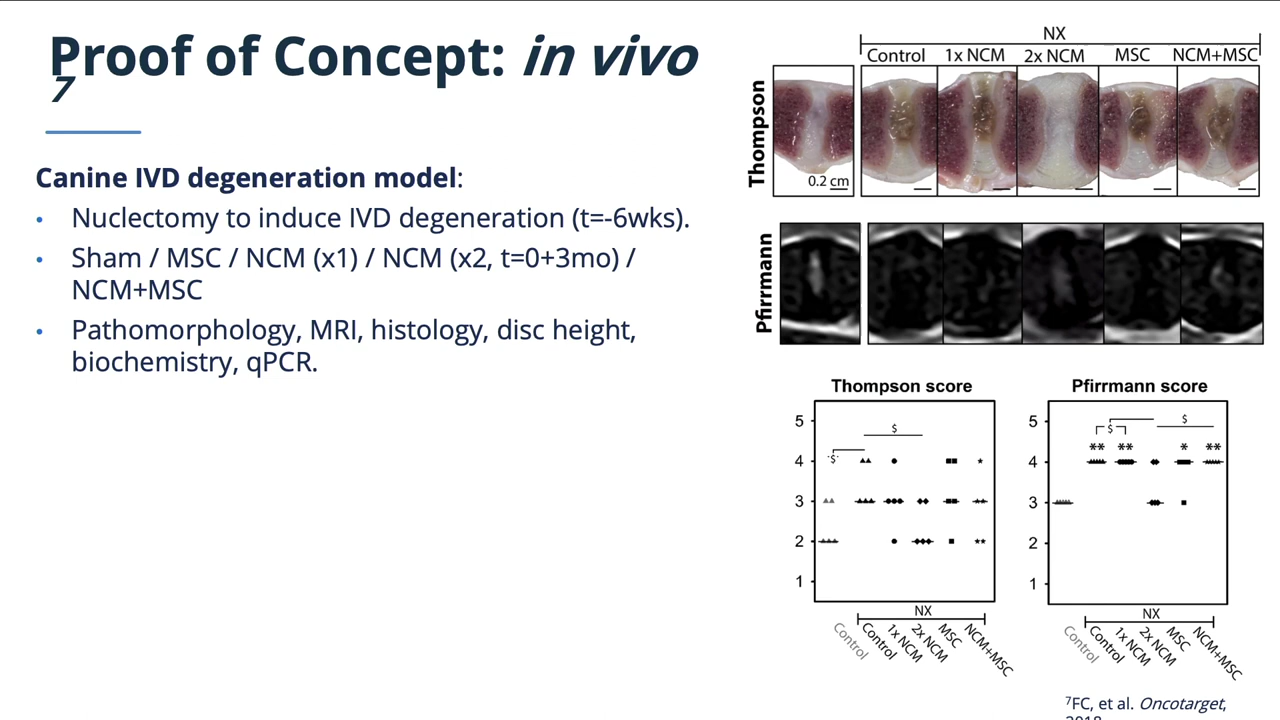 Proof of Concept: in vivo
7
Canine IVD degeneration model:
• Nuclectomy to induce IVD degeneration (t=-6wks).
• Sham / MSC / NCM (x1) / NCM (x2, t=0+3mo) /
NCM+MSC
• Pathomorphology, MRI, histology, disc height,
biochemistry, qPCR.
NX
Control 1x NCM 2x NCM MSC NCM+MSC
Thompson
0.2 cm
Pfirrmann
Thompson score
5
4
3
2
1
$
$
NX
Control
Control
1x NCM
2x NCM
MSC
NCM+MSC
Pfirrmann score
5
4
3
2
1
$
$
** ** * **
NX
Control
Control
1x NCM
2x NCM
MSC
NCM+MSC
7FC, et al. Oncotarget,
2018